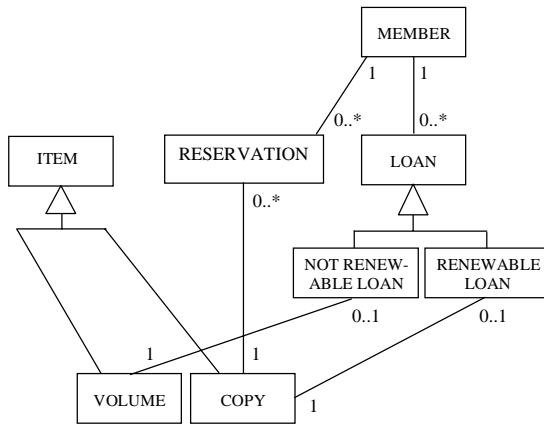 MEMBER
1
1
0..*
0..*
ITEM
RESERVATION
LOAN
0..*
NOT RENEW-
ABLE LOAN
RENEWABLE
LOAN
0..1
0..1
1
1
VOLUME
COPY
1